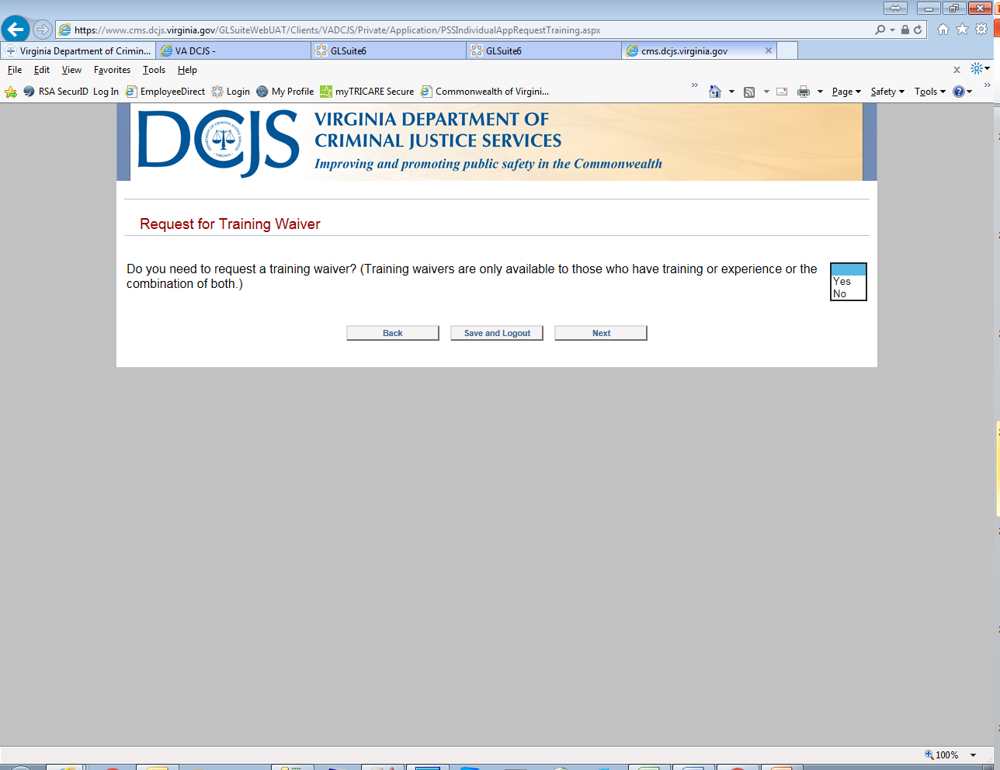 https://www.cms.dcjs.virginia.gov/GLSuiteWebUAT/Clients/VADCJS/Private/Application/PSSIndividualAppRequestTraining.aspx
Virginia Department of Crimin... VA DCJS - GLSuite6 GLSuite6 cms.dcjs.virginia.gov
File Edit View Favorites Tools Help
RSA SecurID Log In EmployeeDirect Login My Profile myTRICARE Secure Commonwealth of Virgini... Page Safety Tools
DCJS
VIRGINIA DEPARTMENT OF
CRIMINAL JUSTICE SERVICES
Improving and promoting public safety in the Commonwealth
Request for Training Waiver
Do you need to request a training waiver? (Training waivers are only available to those who have training or experience or the
combination of both.)
Yes
No
Back Save and Logout Next
100%